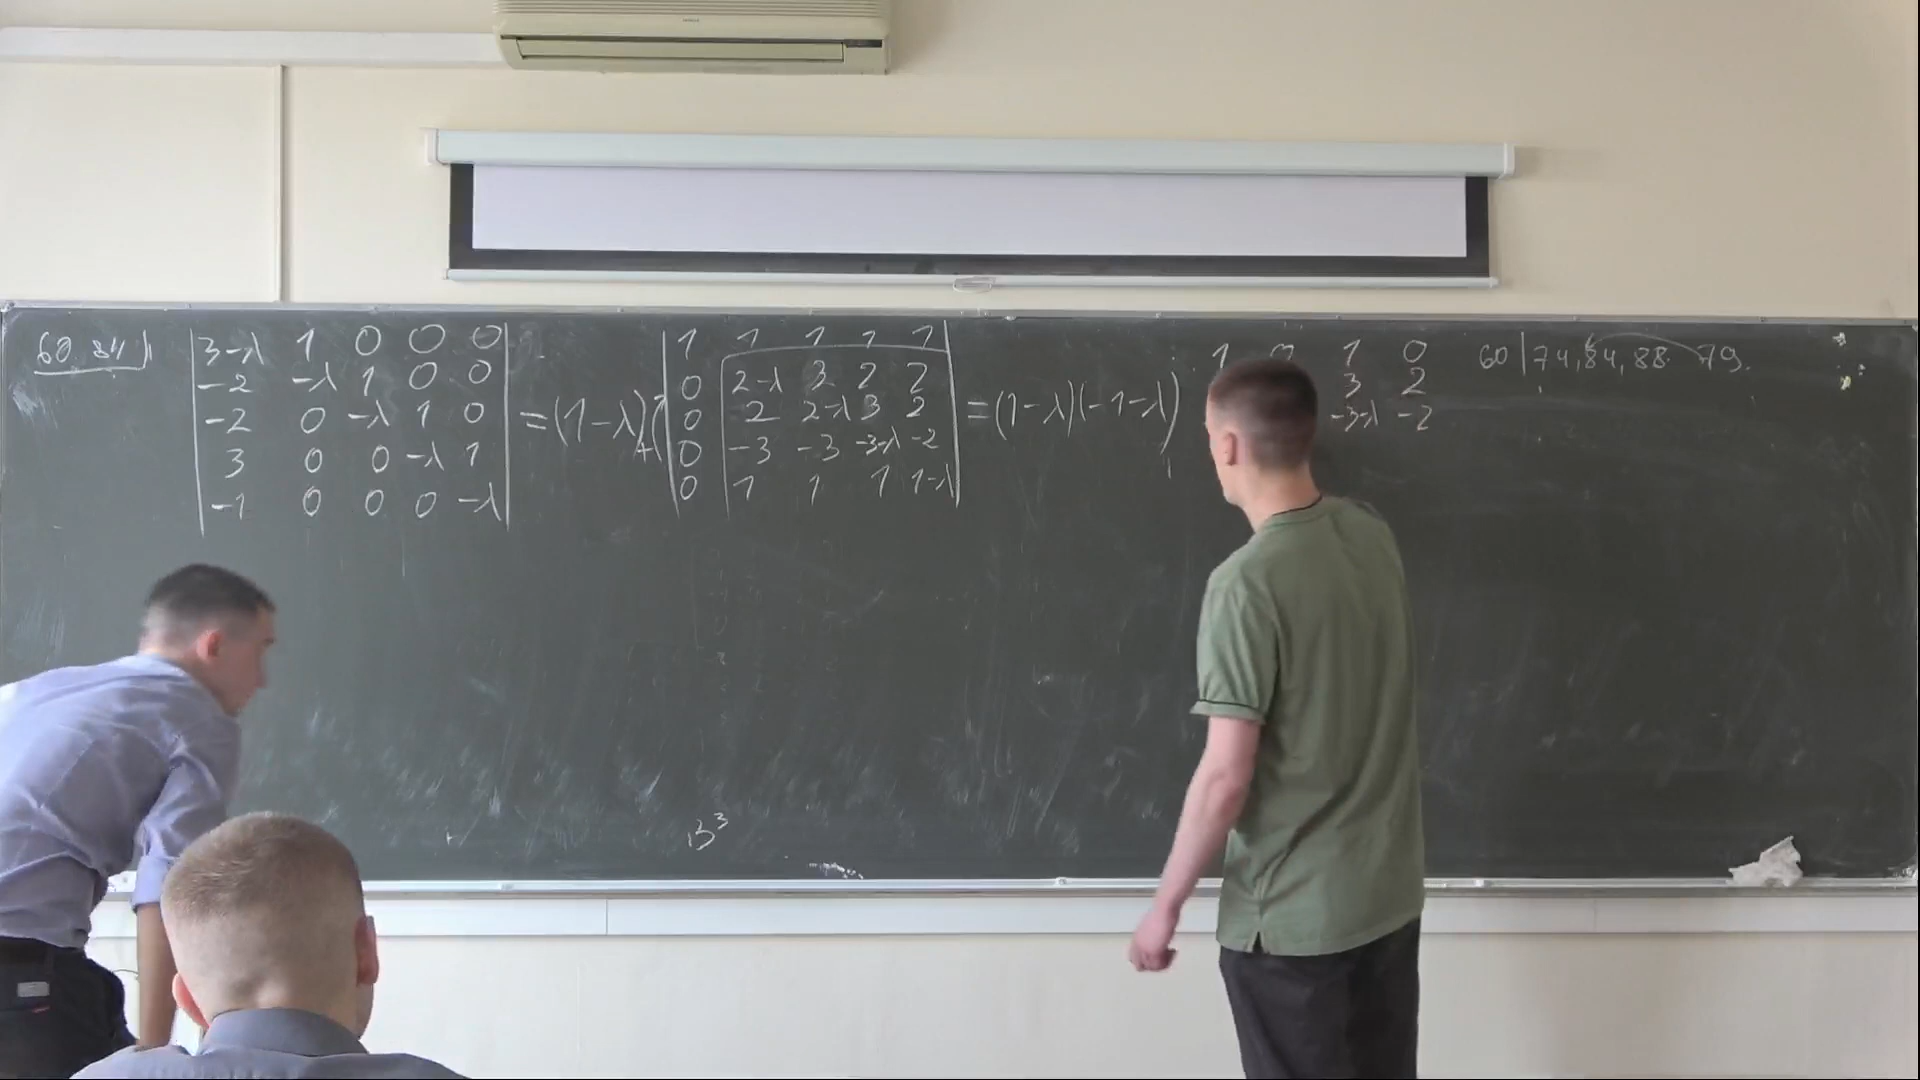 60.84
3-λ 1 0 0 0
-2 -λ 1 0 0
-2 0 -λ 1 0
3 0 0 -λ 1
-1 0 0 0 -λ
=(1-λ)
1 1 1 1 1
0 2-λ 3 2 2
0 2 2-λ 3 2
0 -3 -3 -3-λ -2
0 1 1 1 1-λ
=(1-λ)(-1-λ)
1 0 1 0
3 2
-3-λ -2
60 | 74, 84, 88. 79.
B³